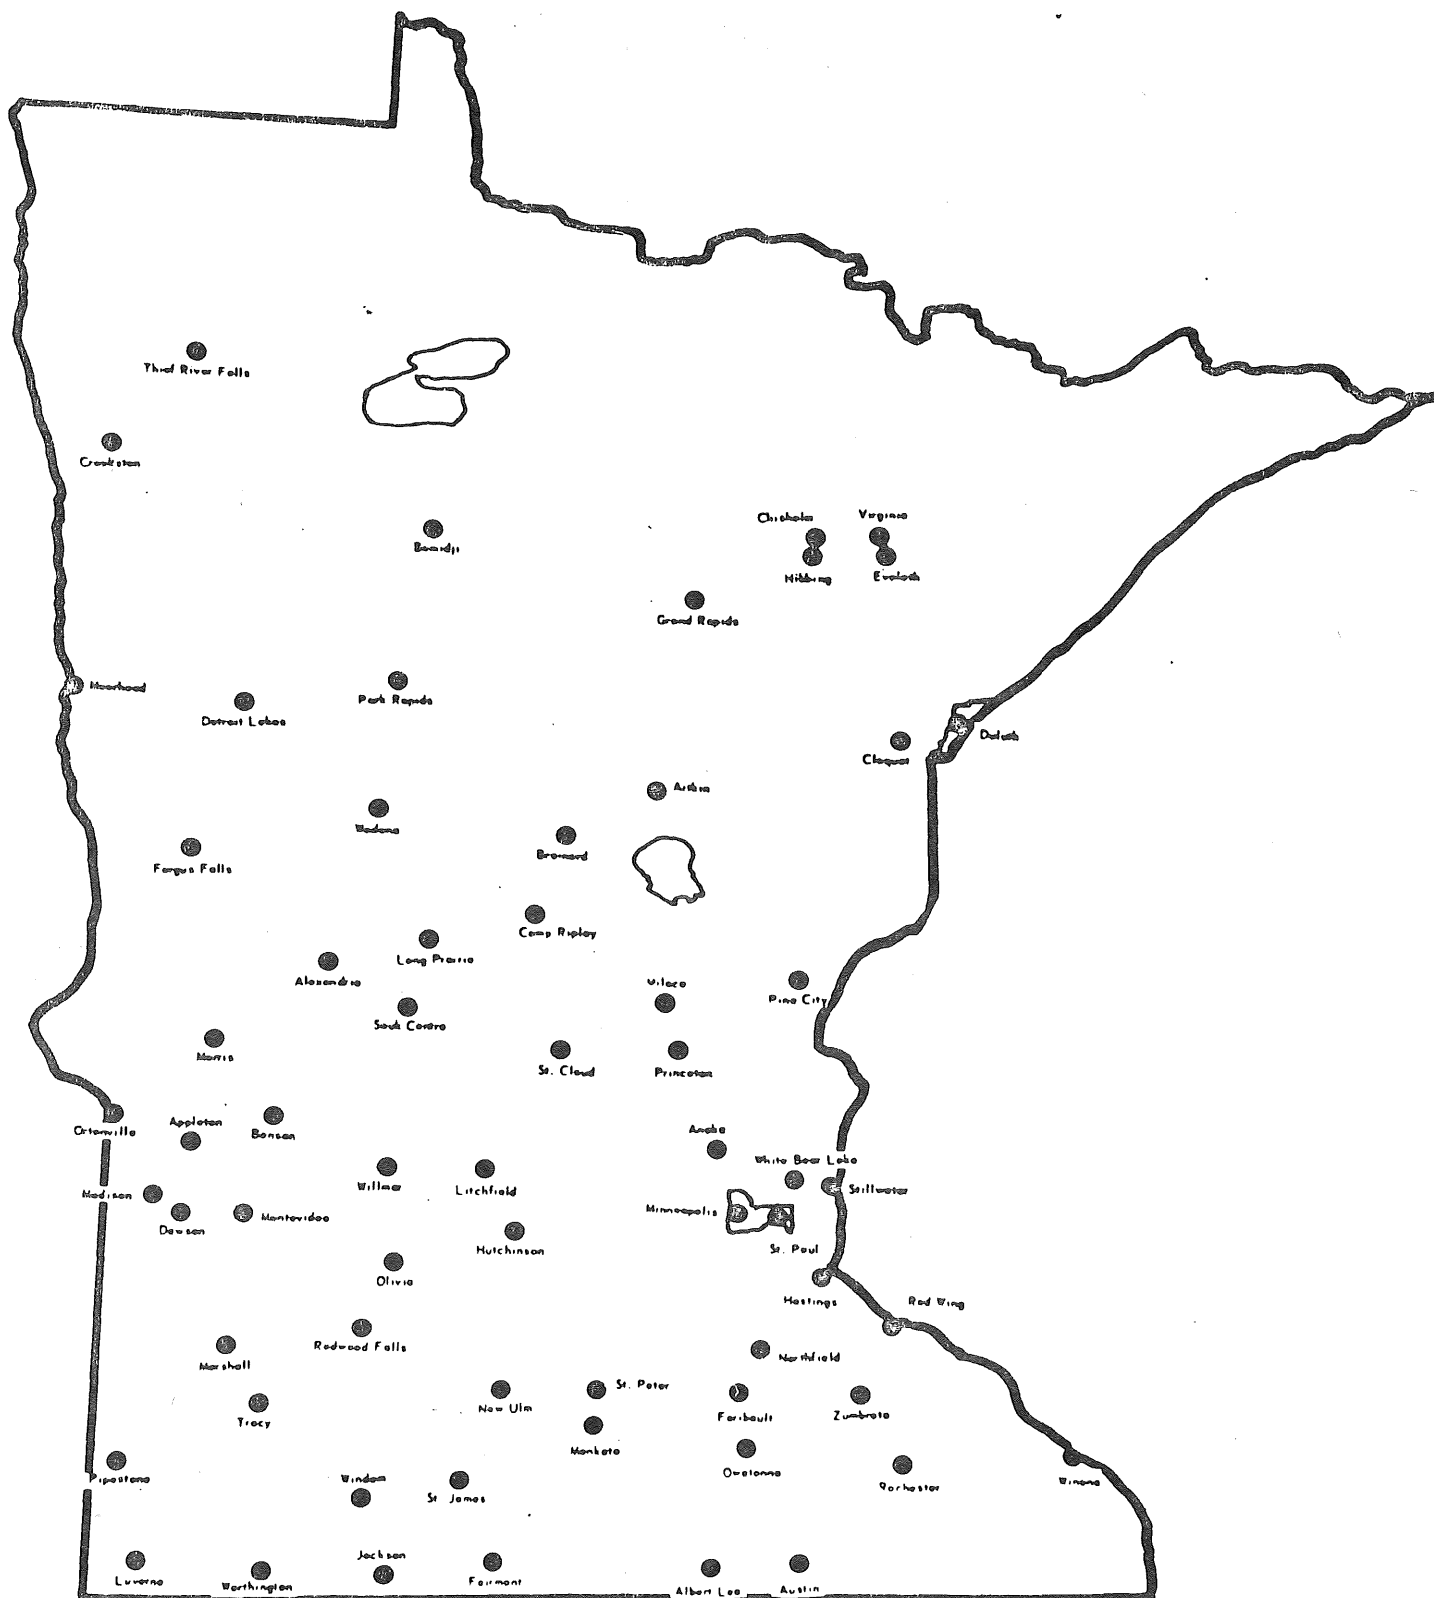 Thief River Falls
Crookston
Bemidji
Chisholm
Virginia
Hibbing
Eveleth
Grand Rapids
Moorhead
Park Rapids
Detroit Lakes
Duluth
Cloquet
Aitkin
Wadena
Brainerd
Fergus Falls
Camp Ripley
Long Prairie
Alexandria
Milaca
Pine City
Sauk Centre
Morris
St. Cloud
Princeton
Ortonville
Appleton
Benson
Anoka
White Bear Lake
Willmar
Litchfield
Madison
Stillwater
Dawson
Montevideo
Minneapolis
Hutchinson
St. Paul
Olivia
Hastings
Red Wing
Redwood Falls
Marshall
Northfield
St. Peter
New Ulm
Tracy
Faribault
Zumbrota
Mankato
Owatonna
Pipestone
Windom
St James
Rochester
Winona
Jackson
Luverne
Worthington
Fairmont
Albert Lea
Austin